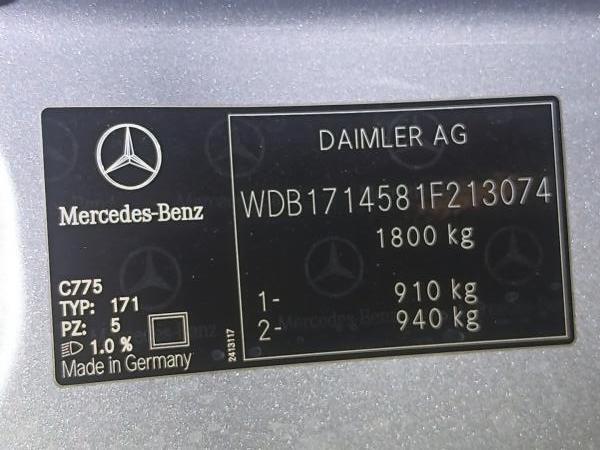 Mercedes-Benz
C775
TYP: 171
PZ: 5
1.0 %
Made in Germany
2413117
DAIMLER AG
WDB1714581F213074
1800 kg
1- 910 kg
2- 940 kg